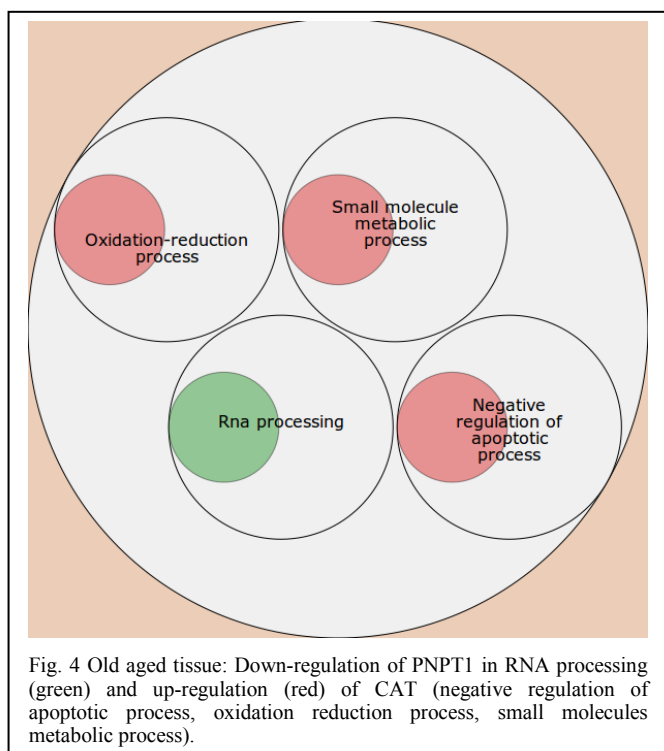 Oxidation-reduction
process
Small molecule
metabolic
process
Rna processing
Negative
regulation of
apoptotic
process
Fig. 4 Old aged tissue: Down-regulation of PNPT1 in RNA processing
(green) and up-regulation (red) of CAT (negative regulation of
apoptotic process, oxidation reduction process, small molecules
metabolic process).